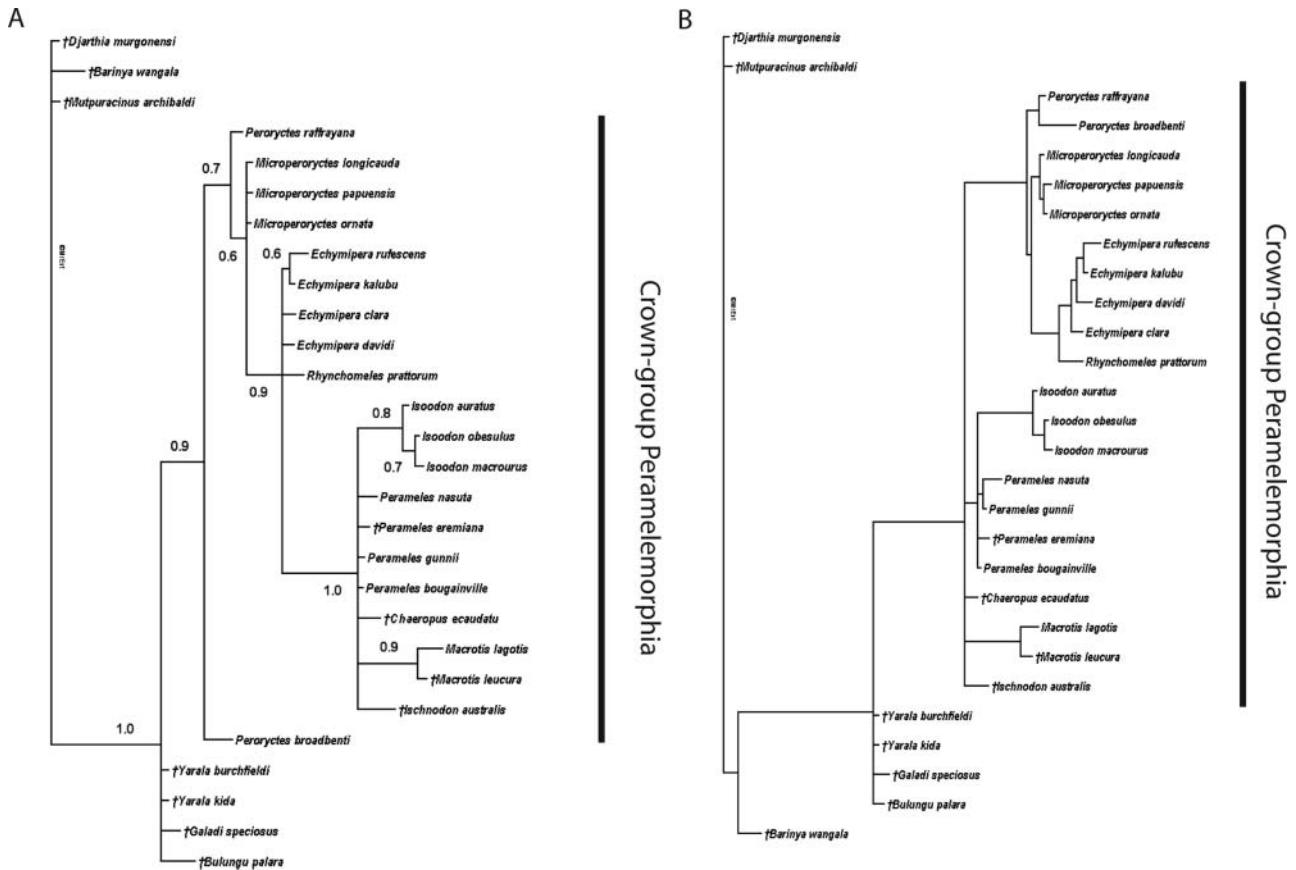 A
†Djarthia murgonensi
†Barinya wangala
†Mutpuracinus archibaldi
Peroryctes raffrayana
0.7
Microperoryctes longicauda
Microperoryctes papuensis
Microperoryctes ornata
0.6
0.6
Echymipera rufescens
Echymipera kalubu
Echymipera clara
Echymipera davidi
Rhynchomeles prattorum
0.9
Isoodon auratus
0.8
Isoodon obesulus
0.7
Isoodon macrourus
0.9
Perameles nasuta
†Perameles eremiana
Perameles gunnii
Perameles bougainville
1.0
†Chaeropus ecaudatu
0.9
Macrotis lagotis
†Macrotis leucura
†Ischnodon australis
1.0
Peroryctes broadbenti
†Yarala burchfieldi
†Yarala kida
†Galadi speciosus
†Bulungu palara
Crown-group Peramelemorphia
B
†Djarthia murgonensis
†Mutpuracinus archibaldi
Peroryctes raffrayana
Peroryctes broadbenti
Microperoryctes longicauda
Microperoryctes papuensis
Microperoryctes ornata
Echymipera rufescens
Echymipera kalubu
Echymipera davidi
Echymipera clara
Rhynchomeles prattorum
Isoodon auratus
Isoodon obesulus
Isoodon macrourus
Perameles nasuta
Perameles gunnii
†Perameles eremiana
Perameles bougainville
†Chaeropus ecaudatus
Macrotis lagotis
†Macrotis leucura
†Ischnodon australis
†Yarala burchfieldi
†Yarala kida
†Galadi speciosus
†Bulungu palara
†Barinya wangala
Crown-group Peramelemorphia